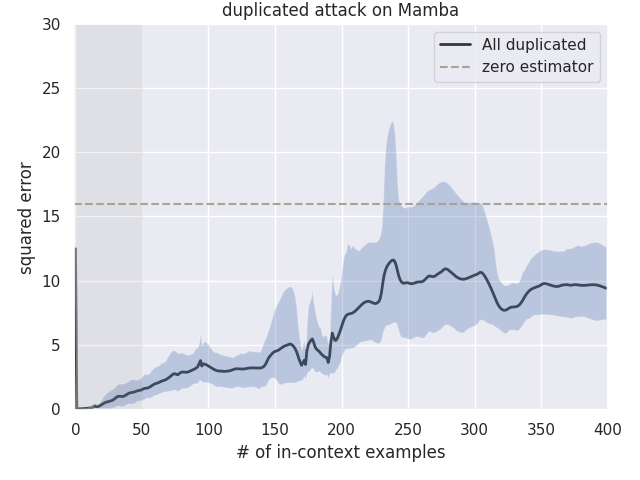 duplicated attack on Mamba
30
25
20
15
10
5
0
squared error
All duplicated
zero estimator
0 50 100 150 200 250 300 350 400
# of in-context examples